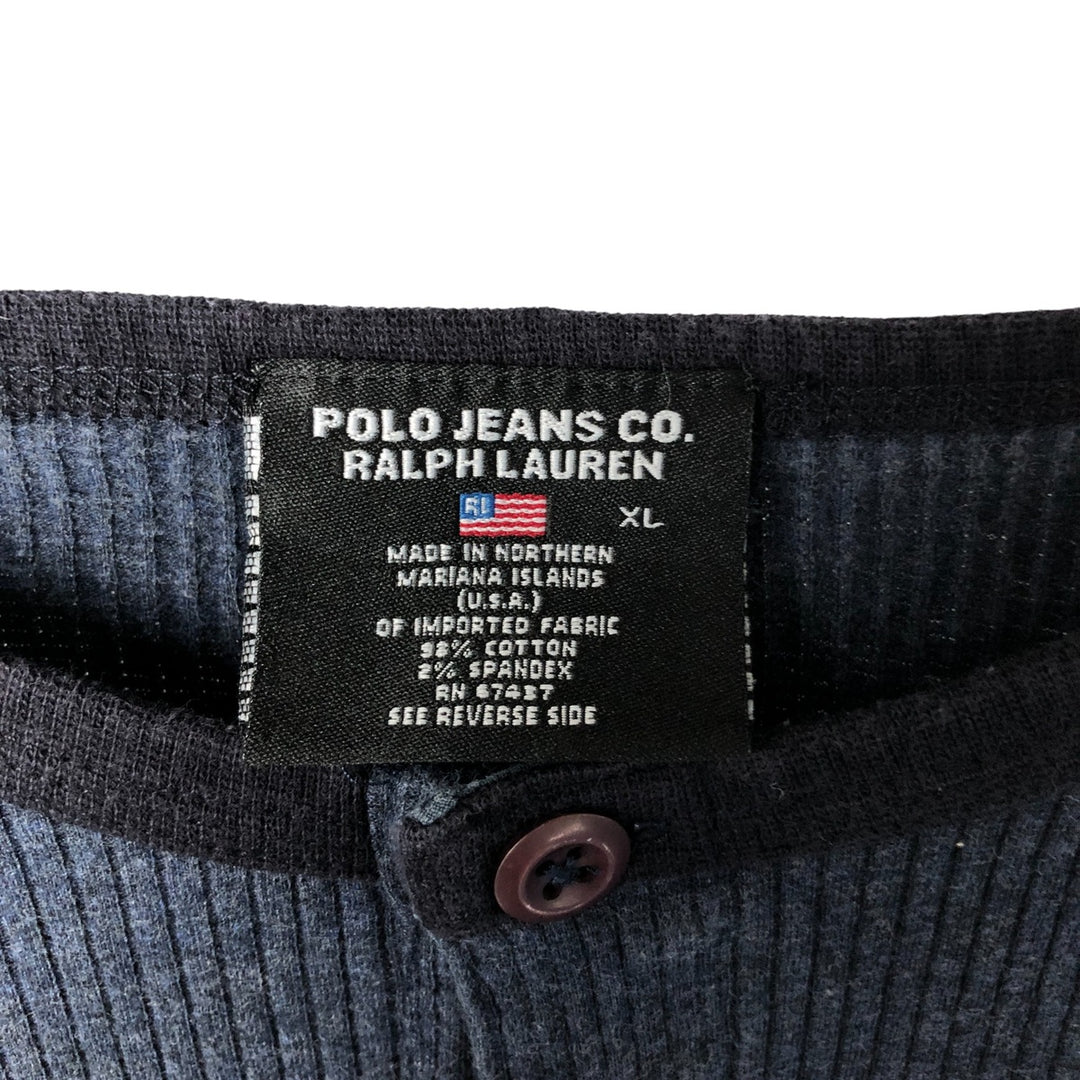 POLO JEANS CO.
RALPH LAUREN
RL
XL
MADE IN NORTHERN
MARIANA ISLANDS
(U.S.A.)
OF IMPORTED FABRIC
98% COTTON
2% SPANDEX
RN 67437
SEE REVERSE SIDE